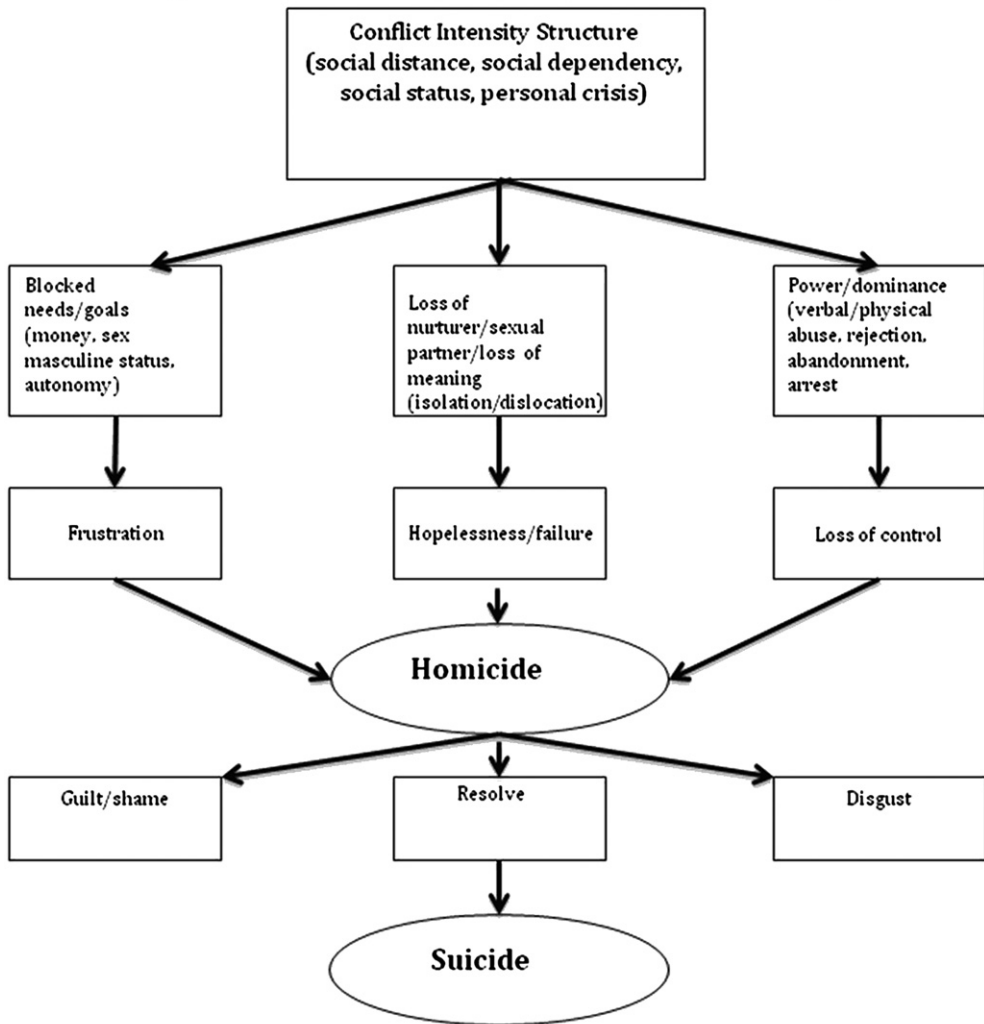 Conflict Intensity Structure
(social distance, social dependency,
social status, personal crisis)
Blocked
needs/goals
(money, sex
masculine status,
autonomy)
Loss of
nurturer/sexual
partner/loss of
meaning
(isolation/dislocation)
Power/dominance
(verbal/physical
abuse, rejection,
abandonment,
arrest
Frustration
Hopelessness/failure
Loss of control
Homicide
Guilt/shame
Resolve
Disgust
Suicide